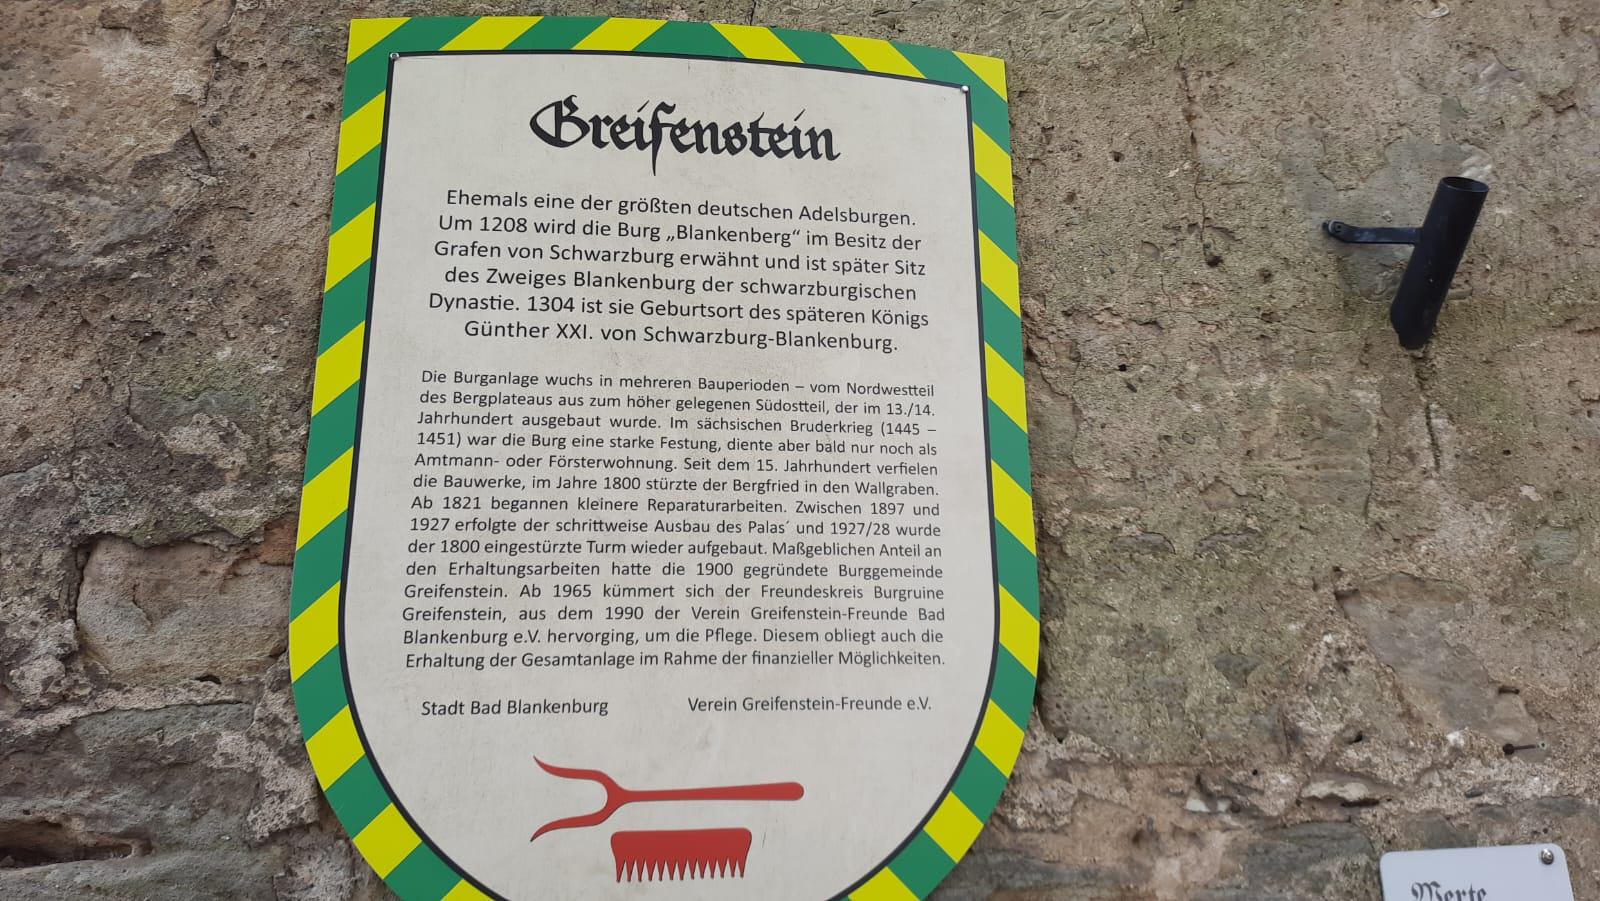 Greifenstein
Ehemals eine der größten deutschen Adelsburgen.
Um 1208 wird die Burg „Blankenberg“ im Besitz der
Grafen von Schwarzburg erwähnt und ist später Sitz
des Zweiges Blankenburg der schwarzburgischen
Dynastie. 1304 ist sie Geburtsort des späteren Königs
Günther XXI. von Schwarzburg-Blankenburg.
Die Burganlage wuchs in mehreren Bauperioden – vom Nordwestteil
des Bergplateaus aus zum höher gelegenen Südostteil, der im 13./14.
Jahrhundert ausgebaut wurde. Im sächsischen Bruderkrieg (1445 –
1451) war die Burg eine starke Festung, diente aber bald nur noch als
Amtmann- oder Försterwohnung. Seit dem 15. Jahrhundert verfielen
die Bauwerke, im Jahre 1800 stürzte der Bergfried in den Wallgraben.
Ab 1821 begannen kleinere Reparaturarbeiten. Zwischen 1897 und
1927 erfolgte der schrittweise Ausbau des Palas´ und 1927/28 wurde
der 1800 eingestürzte Turm wieder aufgebaut. Maßgeblichen Anteil an
den Erhaltungsarbeiten hatte die 1900 gegründete Burggemeinde
Greifenstein. Ab 1965 kümmert sich der Freundeskreis Burgruine
Greifenstein, aus dem 1990 der Verein Greifenstein-Freunde Bad
Blankenburg e.V. hervorging, um die Pflege. Diesem obliegt auch die
Erhaltung der Gesamtanlage im Rahme der finanzieller Möglichkeiten.
Stadt Bad Blankenburg Verein Greifenstein-Freunde e.V.
Werte